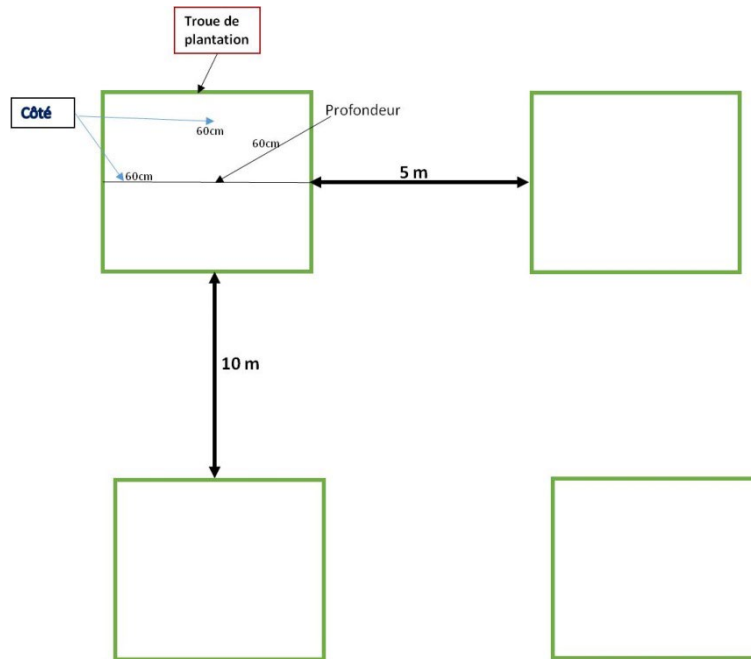 Troue de
plantation
Côté
Profondeur
60cm
60cm
60cm
5 m
10 m